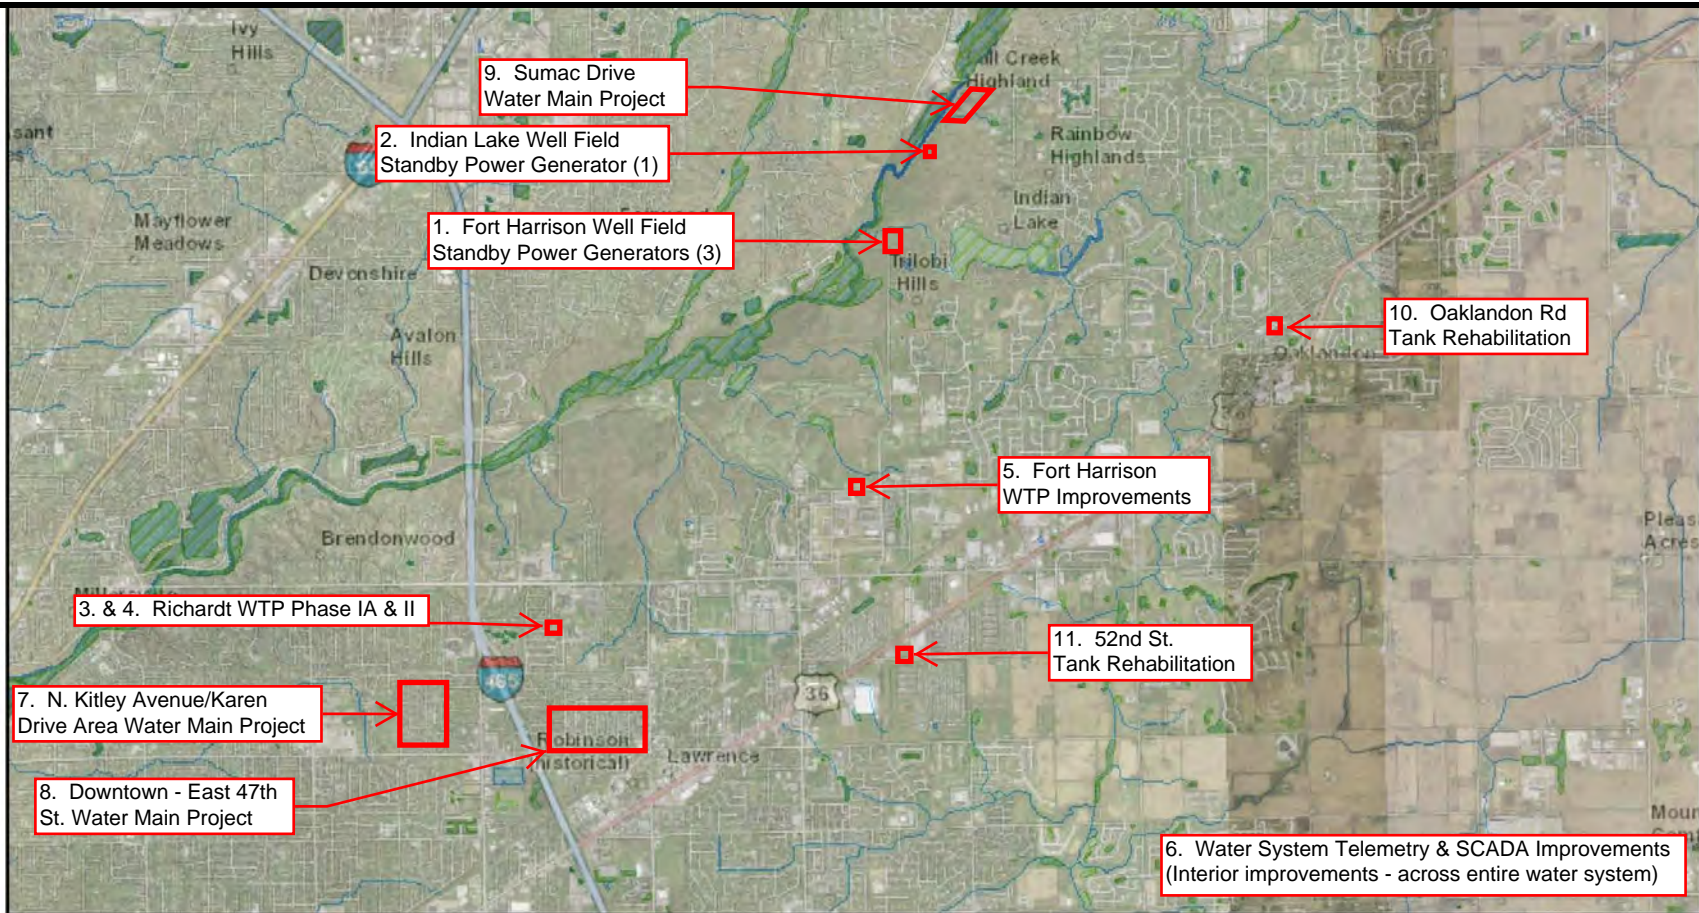 Ivy
Hills
9. Sumac Drive
Water Main Project
Creek
Highland
2. Indian Lake Well Field
Standby Power Generator (1)
Rainbow
Highlands
Mayflower
Meadows
1. Fort Harrison Well Field
Standby Power Generators (3)
Indian
Lake
Devonshire
Hills
Avalon
Hills
10. Oaklandon Rd
Tank Rehabilitation
Oaklandon
5. Fort Harrison
WTP Improvements
Brendonwood
Acres
3. & 4. Richardt WTP Phase IA & II
11. 52nd St.
Tank Rehabilitation
465
36
7. N. Kitley Avenue/Karen
Drive Area Water Main Project
Robinson
(historical)
Lawrence
8. Downtown - East 47th
St. Water Main Project
6. Water System Telemetry & SCADA Improvements
(Interior improvements - across entire water system)